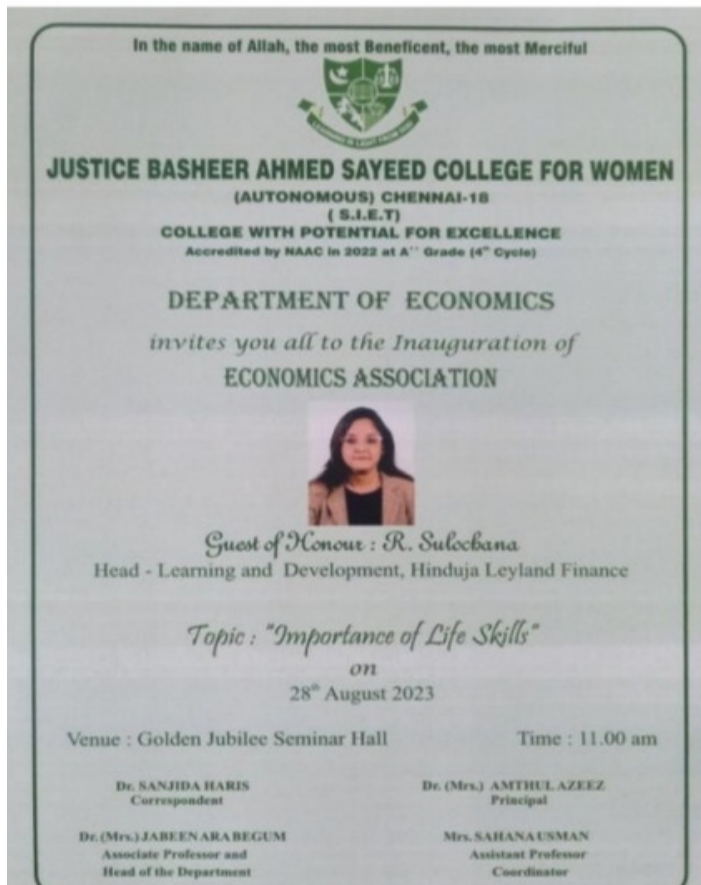 In the name of Allah, the most Beneficent, the most Merciful
JUSTICE BASHEER AHMED SAYEED COLLEGE FOR WOMEN
(AUTONOMOUS) CHENNAI-18
( S.I.E.T)
COLLEGE WITH POTENTIAL FOR EXCELLENCE
Accredited by NAAC in 2022 at A++ Grade (4th Cycle)
DEPARTMENT OF ECONOMICS
invites you all to the Inauguration of
ECONOMICS ASSOCIATION
Guest of Honour : R. Sulochana
Head - Learning and Development, Hinduja Leyland Finance
Topic : "Importance of Life Skills"
on
28th August 2023
Venue : Golden Jubilee Seminar Hall Time : 11.00 am
Dr. SANJIDA HARIS Dr. (Mrs.) AMTHUL AZEEZ
Correspondent Principal
Dr.(Mrs.) JABEEN ARA BEGUM Mrs. SAHANA USMAN
Associate Professor and Assistant Professor
Head of the Department Coordinator